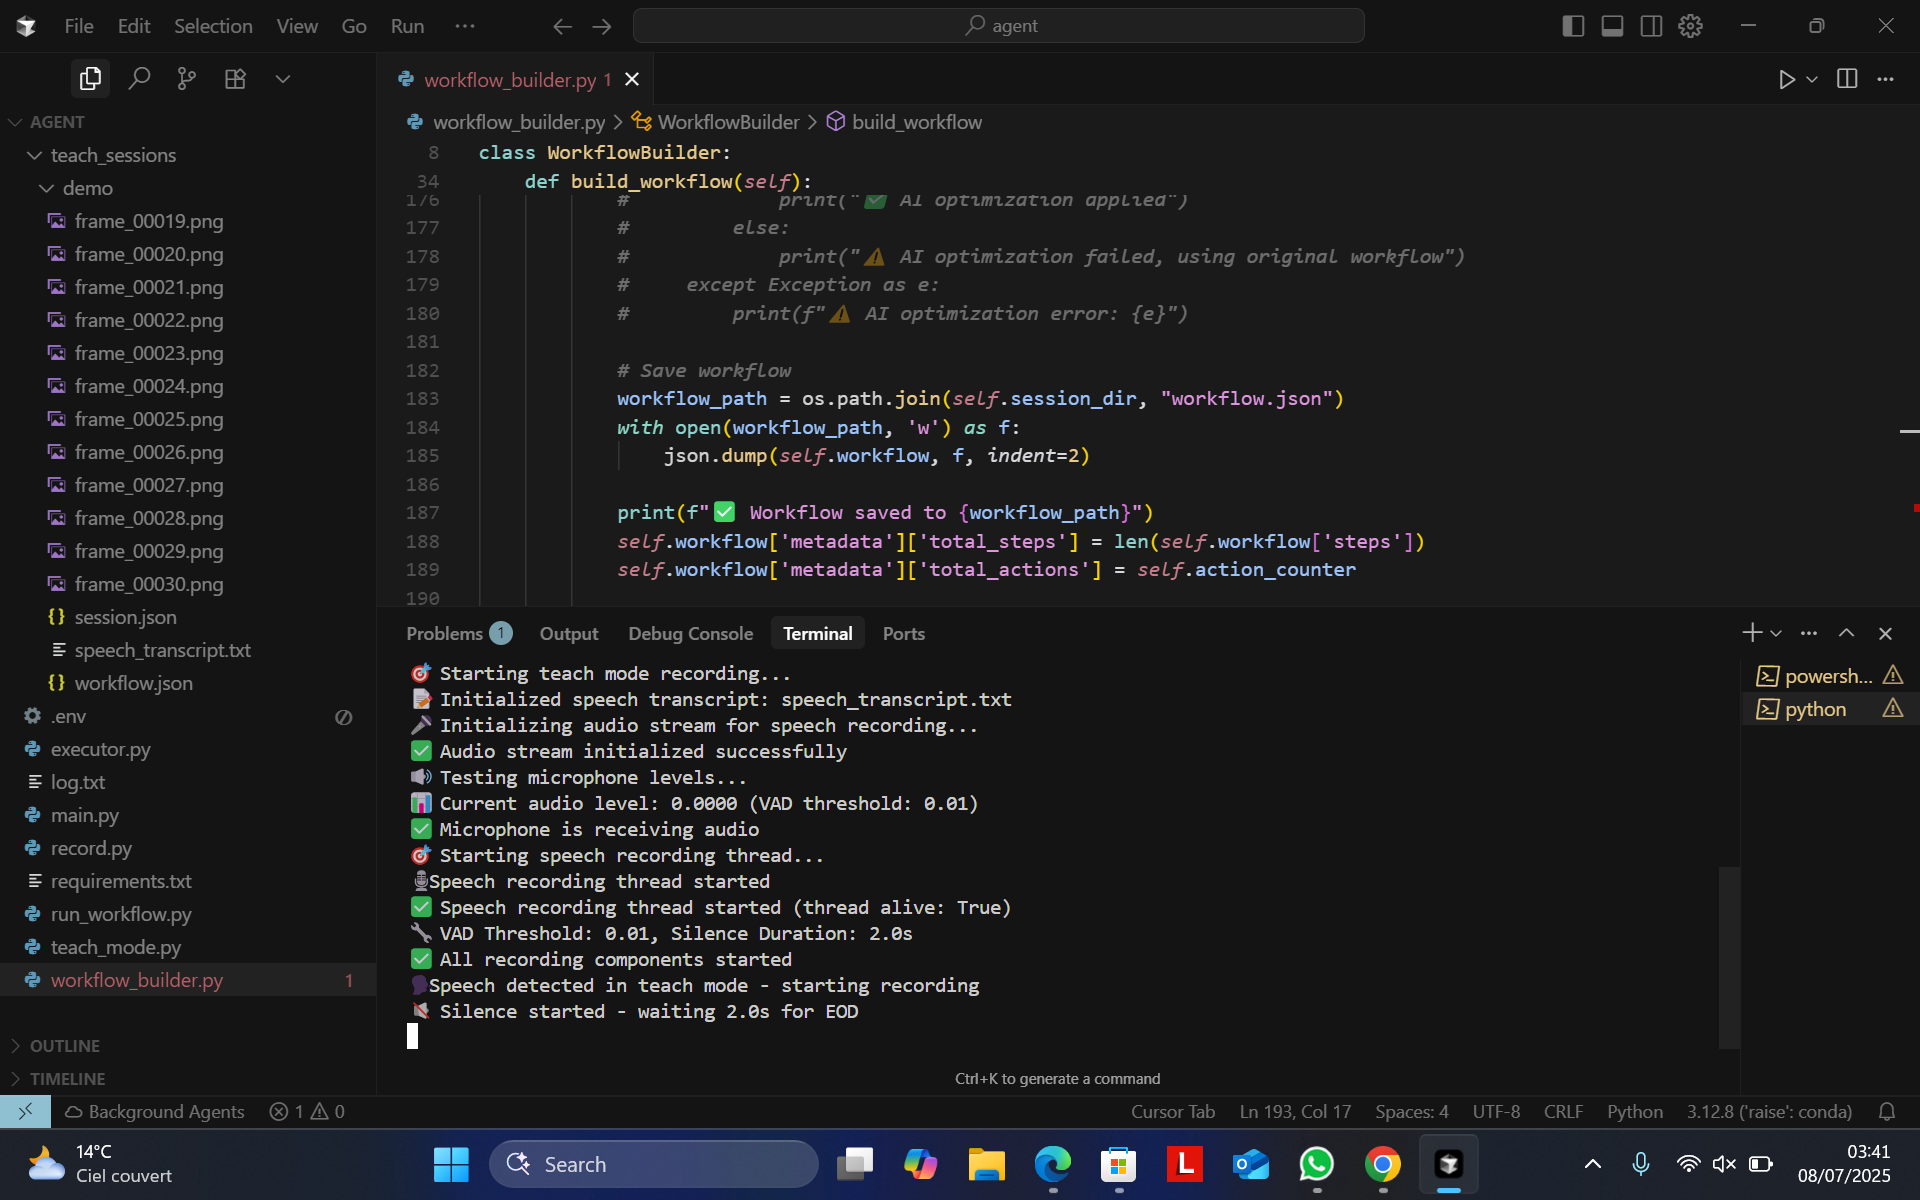 File Edit Selection View Go Run ··· agent
workflow_builder.py 1
AGENT
teach_sessions
demo
frame_00019.png
frame_00020.png
frame_00021.png
frame_00022.png
frame_00023.png
frame_00024.png
frame_00025.png
frame_00026.png
frame_00027.png
frame_00028.png
frame_00029.png
frame_00030.png
session.json
speech_transcript.txt
workflow.json
.env
executor.py
log.txt
main.py
record.py
requirements.txt
run_workflow.py
teach_mode.py
workflow_builder.py 1
OUTLINE
TIMELINE
workflow_builder.py > WorkflowBuilder > build_workflow
8 class WorkflowBuilder:
34 def build_workflow(self):
176 # print("✅ AI optimization applied")
177 # else:
178 # print("⚠️ AI optimization failed, using original workflow")
179 # except Exception as e:
180 # print(f"⚠️ AI optimization error: {e}")
181
182 # Save workflow
183 workflow_path = os.path.join(self.session_dir, "workflow.json")
184 with open(workflow_path, 'w') as f:
185 json.dump(self.workflow, f, indent=2)
186
187 print(f"✅ Workflow saved to {workflow_path}")
188 self.workflow['metadata']['total_steps'] = len(self.workflow['steps'])
189 self.workflow['metadata']['total_actions'] = self.action_counter
190
Problems 1 Output Debug Console Terminal Ports
🎯 Starting teach mode recording...
📝 Initialized speech transcript: speech_transcript.txt
🎤 Initializing audio stream for speech recording...
✅ Audio stream initialized successfully
🔊 Testing microphone levels...
📊 Current audio level: 0.0000 (VAD threshold: 0.01)
✅ Microphone is receiving audio
🎯 Starting speech recording thread...
🎙️Speech recording thread started
✅ Speech recording thread started (thread alive: True)
🔧 VAD Threshold: 0.01, Silence Duration: 2.0s
✅ All recording components started
🗣️Speech detected in teach mode - starting recording
🔇 Silence started - waiting 2.0s for EOD
powersh...
python
Ctrl+K to generate a command
Background Agents 1 0 Cursor Tab Ln 193, Col 17 Spaces: 4 UTF-8 CRLF Python 3.12.8 ('raise': conda)
14°C
Ciel couvert
Search
L
03:41
08/07/2025